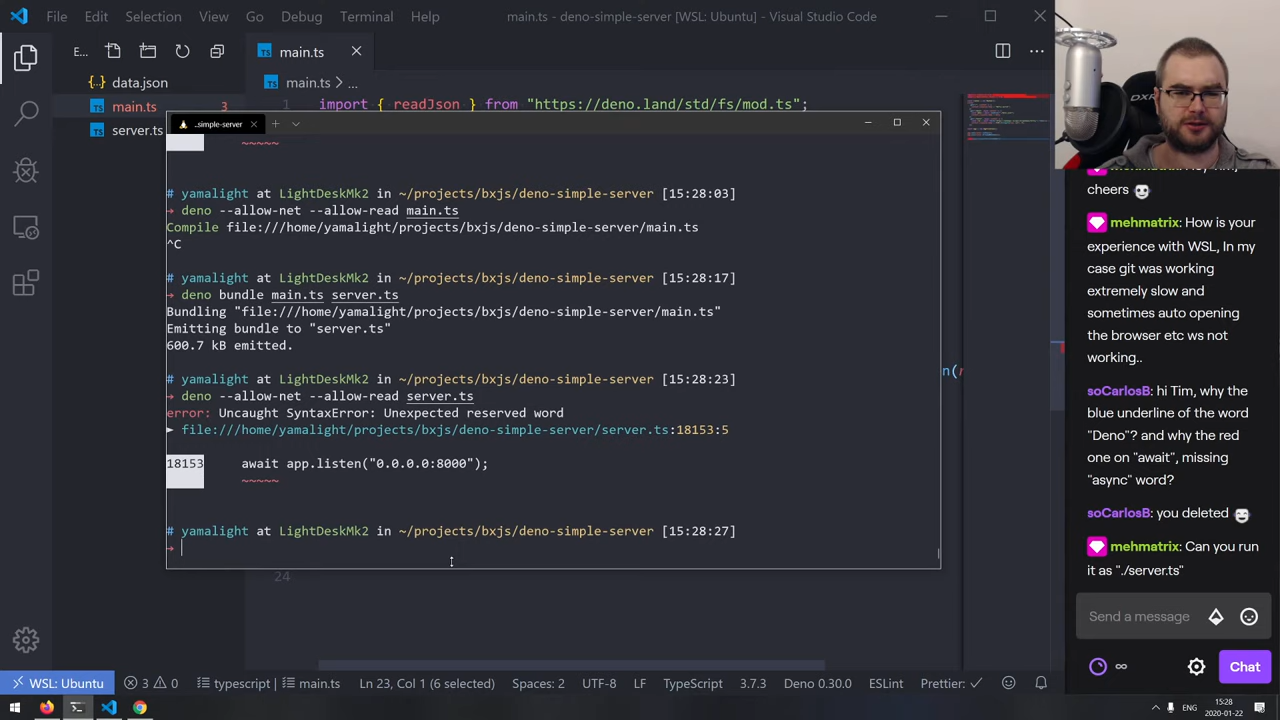 File Edit Selection View Go Debug Terminal Help main.ts - deno-simple-server [WSL: Ubuntu] - Visual Studio Code
E...
main.ts
data.json
main.ts > ...
main.ts 3
1 import { readJson } from "https://deno.land/std/fs/mod.ts";
server.ts
..simple-server
~~~~~
# yamalight at LightDeskMk2 in ~/projects/bxjs/deno-simple-server [15:28:03]
→ deno --allow-net --allow-read main.ts
Compile file:///home/yamalight/projects/bxjs/deno-simple-server/main.ts
^C
# yamalight at LightDeskMk2 in ~/projects/bxjs/deno-simple-server [15:28:17]
→ deno bundle main.ts server.ts
Bundling "file:///home/yamalight/projects/bxjs/deno-simple-server/main.ts"
Emitting bundle to "server.ts"
600.7 kB emitted.
# yamalight at LightDeskMk2 in ~/projects/bxjs/deno-simple-server [15:28:23]
→ deno --allow-net --allow-read server.ts
error: Uncaught SyntaxError: Unexpected reserved word
► file:///home/yamalight/projects/bxjs/deno-simple-server/server.ts:18153:5
18153 await app.listen("0.0.0.0:8000");
~~~~~
# yamalight at LightDeskMk2 in ~/projects/bxjs/deno-simple-server [15:28:27]
→
24
cheers
mehmatrix: How is your
experience with WSL, In my
case git was working
extremely slow and
sometimes auto opening
the browser etc ws not
working..
soCarlosB: hi Tim, why the
blue underline of the word
"Deno"? and why the red
one on "await", missing
"async" word?
soCarlosB: you deleted
mehmatrix: Can you run
it as "./server.ts"
Send a message
∞
Chat
WSL: Ubuntu 3 0 typescript | main.ts Ln 23, Col 1 (6 selected) Spaces: 2 UTF-8 LF TypeScript 3.7.3 Deno 0.30.0 ESLint Prettier: ✓
ENG
15:28
2020-01-22